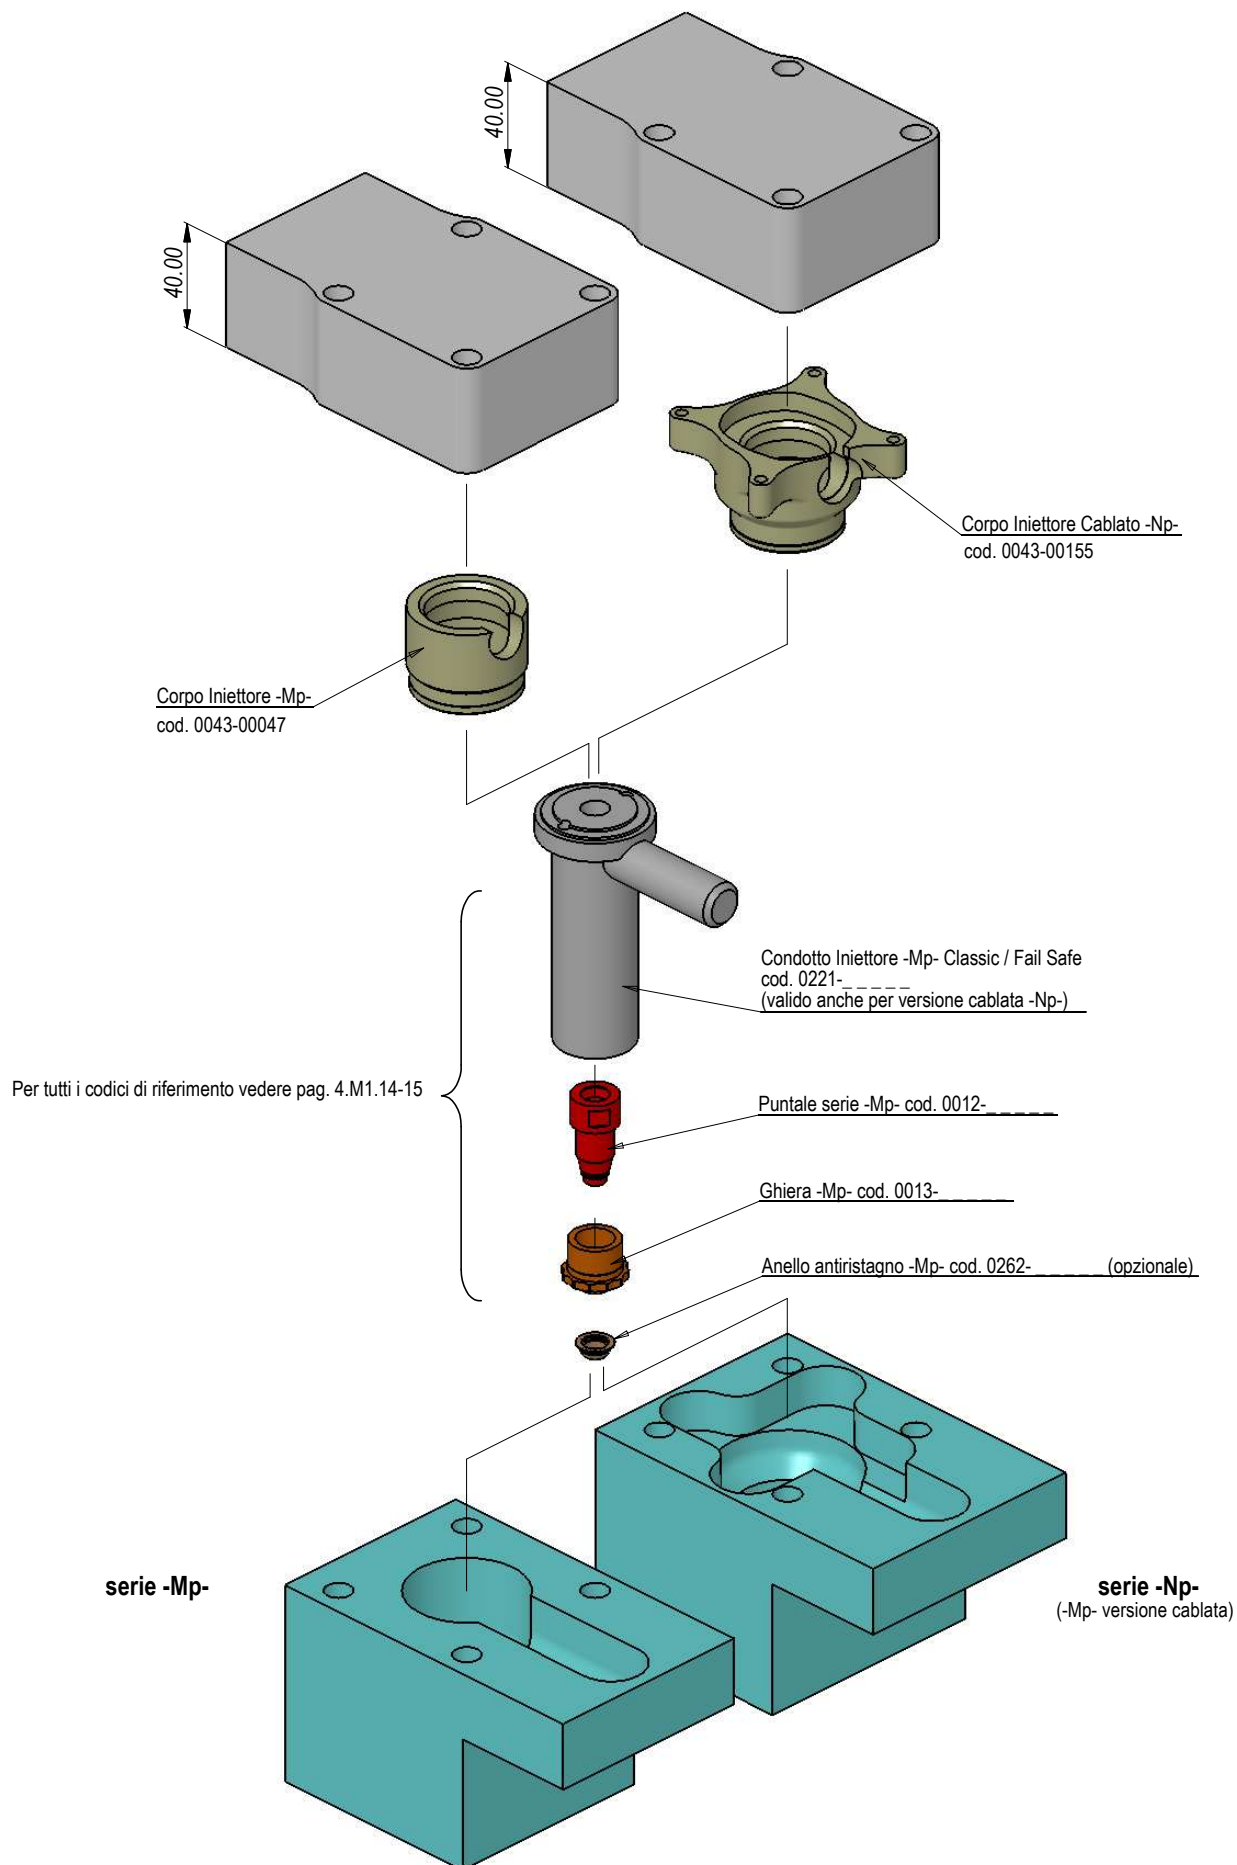 40.00
40.00
Corpo Iniettore Cablato -Np-
cod. 0043-00155
Corpo Iniettore -Mp-
cod. 0043-00047
Condotto Iniettore -Mp- Classic / Fail Safe
cod. 0221-_ _ _ _ _
(valido anche per versione cablata -Np-)
Per tutti i codici di riferimento vedere pag. 4.M1.14-15
Puntale serie -Mp- cod. 0012-_ _ _ _ _
Ghiera -Mp- cod. 0013-_ _ _ _ _
Anello antiristagno -Mp- cod. 0262-_ _ _ _ _ (opzionale)
serie -Mp-
serie -Np-
(-Mp- versione cablata)